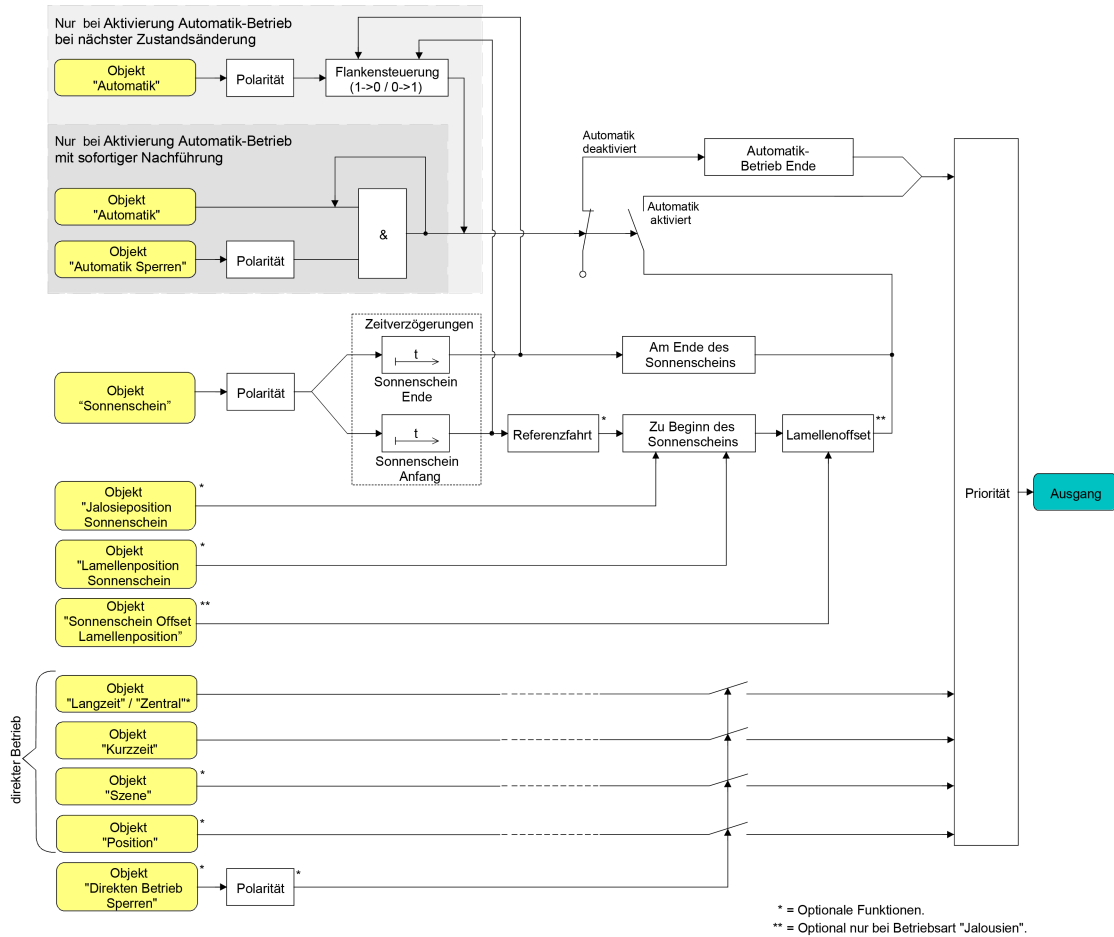 Nur bei Aktivierung Automatik-Betrieb
bei nächster Zustandsänderung
Objekt
"Automatik"
Polarität
Flankensteuerung
(1->0 / 0->1)
Nur bei Aktivierung Automatik-Betrieb
mit sofortiger Nachführung
Objekt
"Automatik"
Objekt
"Automatik Sperren"
Polarität
&
Automatik
deaktiviert
Automatik-
Betrieb Ende
Automatik
aktiviert
Zeitverzögerungen
t
Sonnenschein
Ende
Am Ende des
Sonnenscheins
Objekt
“Sonnenschein”
Polarität
t
Sonnenschein
Anfang
Referenzfahrt
*
Zu Beginn des
Sonnenscheins
Lamellenoffset
**
Objekt
"Jalosieposition
Sonnenschein
*
Objekt
"Lamellenposition
Sonnenschein
*
Objekt
"Sonnenschein Offset
Lamellenposition”
**
Priorität
Ausgang
direkter Betrieb
Objekt
"Langzeit" / "Zentral"*
Objekt
"Kurzzeit"
Objekt
"Szene"
*
Objekt
"Position"
*
Objekt
"Direkten Betrieb
Sperren"
*
Polarität
*
* = Optionale Funktionen.
** = Optional nur bei Betriebsart "Jalousien".